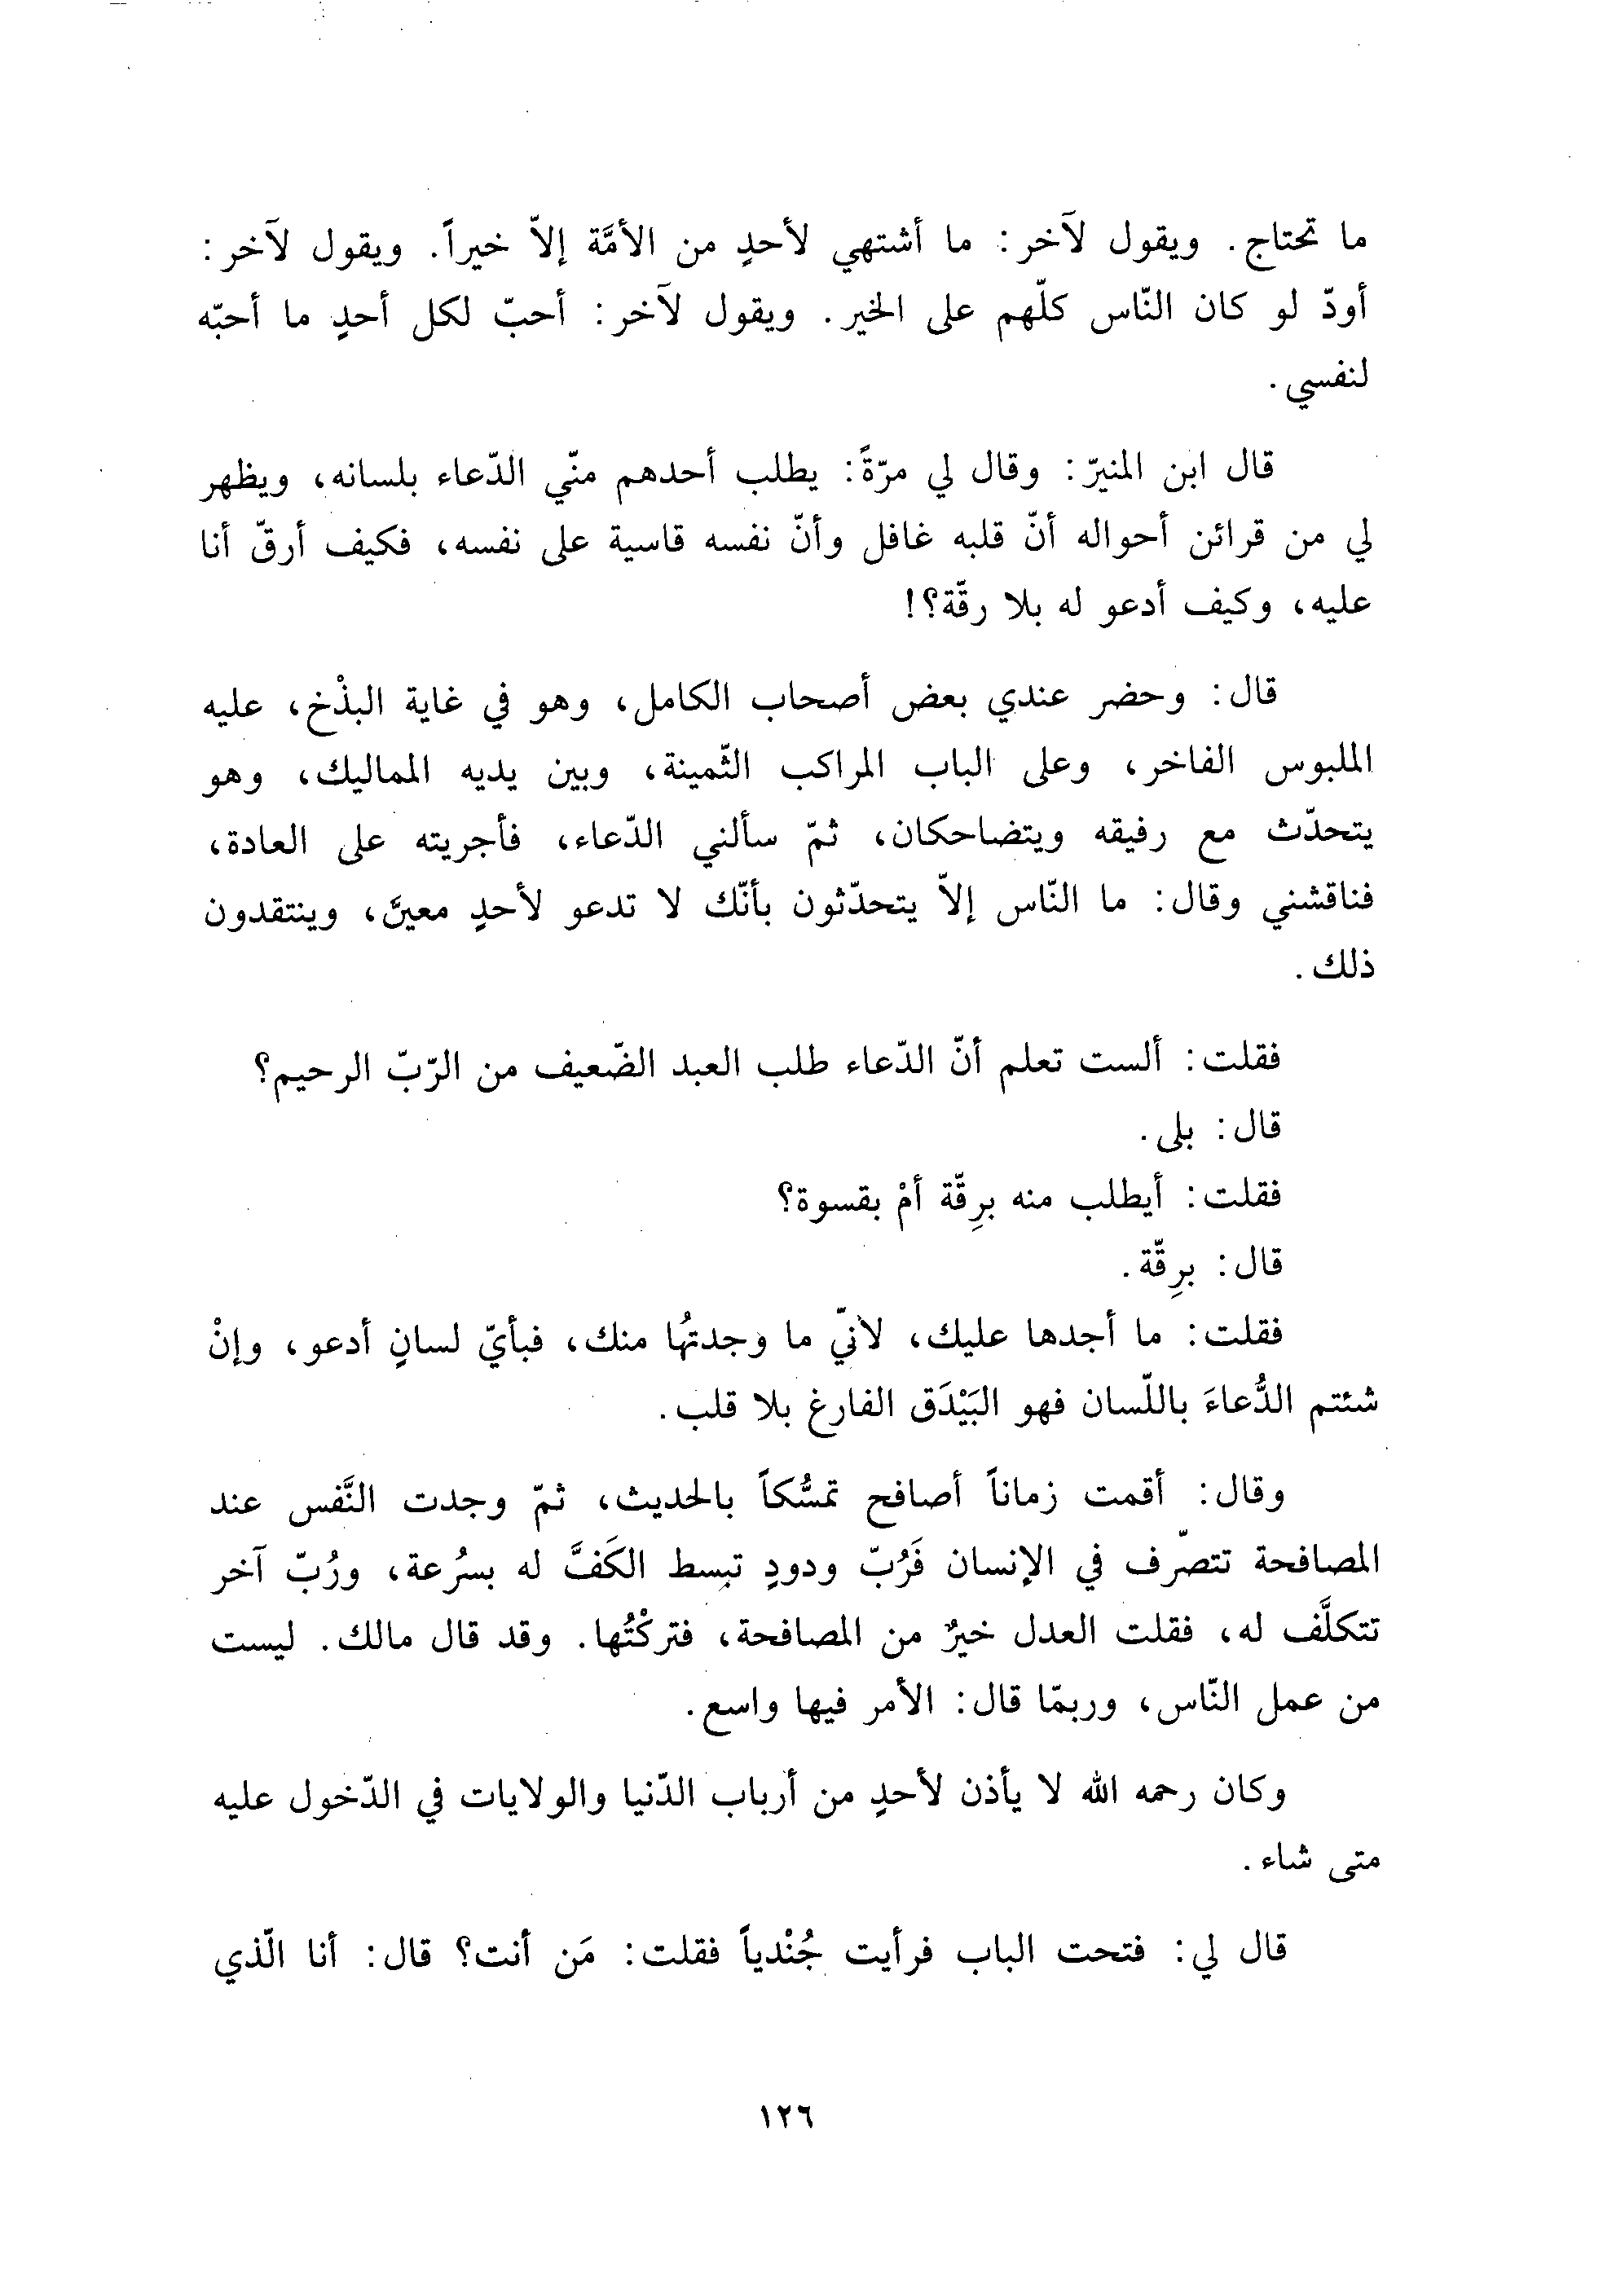 ما تحتاج. ويقول لآخر: ما أشتهي لأحدٍ من الأمَّة إلاّ خيراً. ويقول لآخر:
أودّ لو كان النّاس كلّهم على الخير. ويقول لآخر: أحبّ لكل أحدٍ ما أحبّه
لنفسي.
قال ابن المنيرّ: وقال لي مرّةً: يطلب أحدهم منّي الدّعاء بلسانه، ويظهر
لي من قرائن أحواله أنّ قلبه غافل وأنّ نفسه قاسية على نفسه، فكيف أرقّ أنا
عليه، وكيف أدعو له بلا رقّة؟!
قال: وحضر عندي بعض أصحاب الكامل، وهو في غاية البذْخ، عليه
الملبوس الفاخر، وعلى الباب المراكب الثّمينة، وبين يديه المماليك، وهو
يتحدّث مع رفيقه ويتضاحكان، ثمّ سألني الدّعاء، فأجريته على العادة،
فناقشني وقال: ما النّاس إلاّ يتحدّثون بأنّك لا تدعو لأحدٍ معينَّ، وينتقدون
ذلك.
فقلت: ألست تعلم أنّ الدّعاء طلب العبد الضّعيف من الرّبّ الرحيم؟
قال: بلى.
فقلت: أيطلب منه برِقّة أمْ بقسوة؟
قال: برِقّة.
فقلت: ما أجدها عليك، لأنيّ ما وجدتهُا منك، فبأيّ لسانٍ أدعو، وإنْ
شئتم الدُّعاءَ باللّسان فهو البَيْدَق الفارغ بلا قلب.
وقال: أقمت زماناً أصافح تمسُّكاً بالحديث، ثمّ وجدت النَّفس عند
المصافحة تتصّرف في الإنسان فَرُبّ ودودٍ تبسط الكَفَّ له بسرُعة، ورُبّ آخر
تتكلَّف له، فقلت العدل خيرٌ من المصافحة، فتركْتُها. وقد قال مالك. ليست
من عمل النّاس، وربمّا قال: الأمر فيها واسع.
وكان رحمه الله لا يأذن لأحدٍ من أرباب الدّنيا والولايات في الدّخول عليه
متى شاء.
قال لي: فتحت الباب فرأيت جُنْدياً فقلت: مَن أنت؟ قال: أنا الّذي
١٢٦